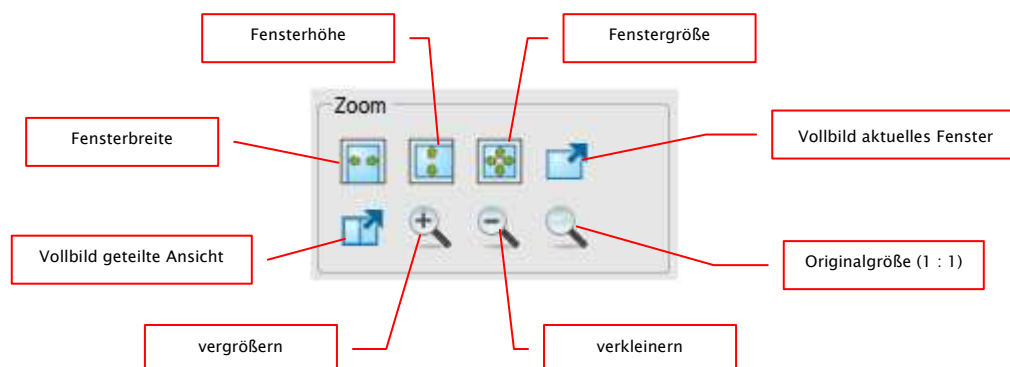 Fensterhöhe
Fenstergröße
Zoom
Fensterbreite
Vollbild aktuelles Fenster
Vollbild geteilte Ansicht
Originalgröße (1 : 1)
vergrößern
verkleinern